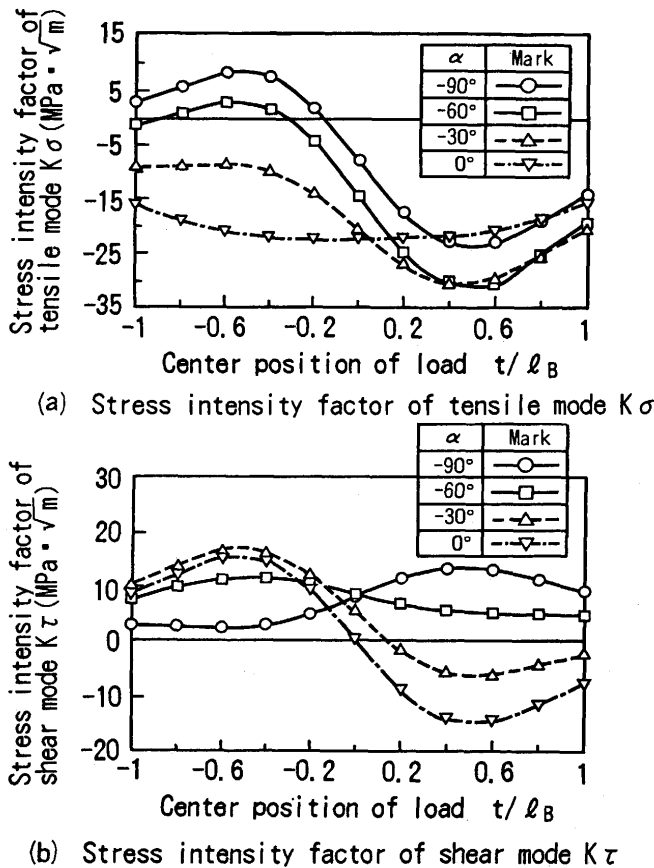 Stress intensity factor of
tensile mode Kσ (MPa・√m)
15
5
-5
-15
-25
-35
α Mark
-90°
-60°
-30°
0°
-1 -0.6 -0.2 0.2 0.6 1
Center position of load t/ℓB
(a) Stress intensity factor of tensile mode Kσ
Stress intensity factor of
shear mode Kτ (MPa・√m)
30
20
10
0
-10
-20
α Mark
-90°
-60°
-30°
0°
-1 -0.6 -0.2 0.2 0.6 1
Center position of load t/ℓB
(b) Stress intensity factor of shear mode Kτ